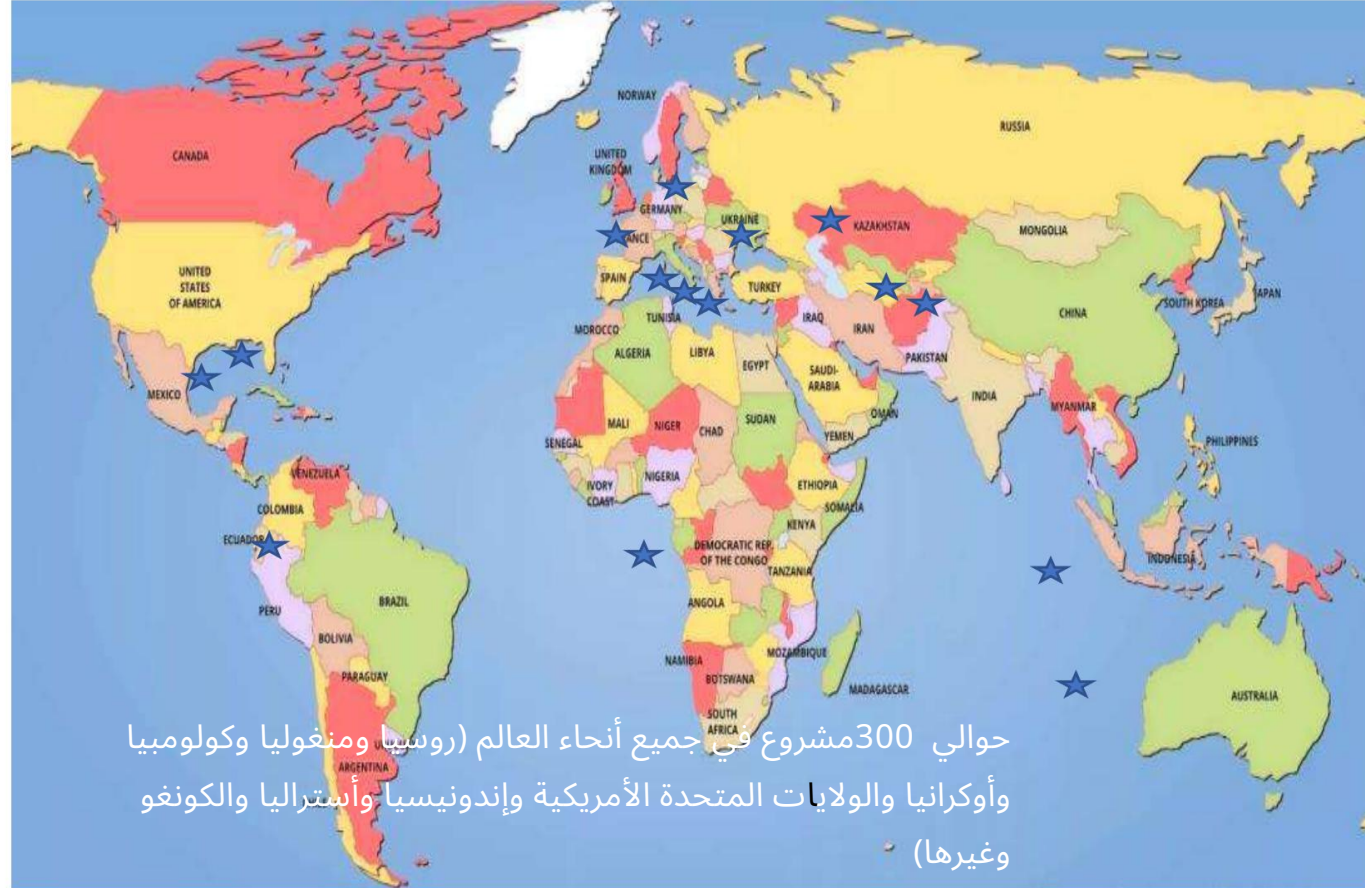 NORWAY
RUSSIA
CANADA
UNITED
KINGDOM
GERMANY
UKRAINE
KAZAKHSTAN
MONGOLIA
ANCE
UNITED
STATES
OF AMERICA
SPAIN
TURKEY
JAPAN
SOUTH KOREA
CHINA
TUNISIA
MOROCCO
IRAQ
IRAN
ALGERIA
LIBYA
EGYPT
PAKISTAN
SAUDI-
ARABIA
MEXICO
INDIA
MYANMAR
OMAN
MALI
NIGER
CHAD
SUDAN
YEMEN
SENEGAL
PHILIPPINES
VENEZUELA
NIGERIA
IVORY
COAST
ETHIOPIA
COLOMBIA
SOMALIA
KENYA
ECUADOR
DEMOCRATIC REP.
OF THE CONGO
INDONESIA
TANZANIA
ANGOLA
BRAZIL
PERU
BOLIVIA
MOZAMBIQUE
NAMIBIA
BOTSWANA
PARAGUAY
MADAGASCAR
AUSTRALIA
SOUTH
AFRICA
ARGENTINA
حوالي 300مشروع في جميع أنحاء العالم (روسيا ومنغوليا وكولومبيا
وأوكرانيا والولايات المتحدة الأمريكية وإندونيسيا وأستراليا والكونغو
وغيرها)